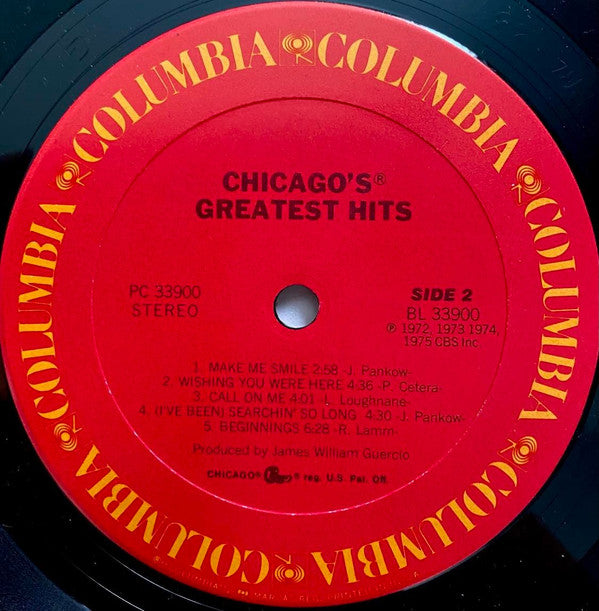 COLUMBIA COLUMBIA COLUMBIA COLUMBIA COLUMBIA COLUMBIA
CHICAGO'S®
GREATEST HITS
PC 33900
STEREO
SIDE 2
BL 33900
℗ 1972, 1973 1974,
1975 CBS Inc
1. MAKE ME SMILE 2:58 -J. Pankow-
2. WISHING YOU WERE HERE 4:36 -P. Cetera-
3. CALL ON ME 4:01 -L. Loughnane-
4. (I'VE BEEN) SEARCHIN' SO LONG 4:30 -J. Pankow-
5. BEGINNINGS 6:28 -R. Lamm-
Produced by James William Guercio
CHICAGO® Chicago ® reg. U.S. Pat. Off.